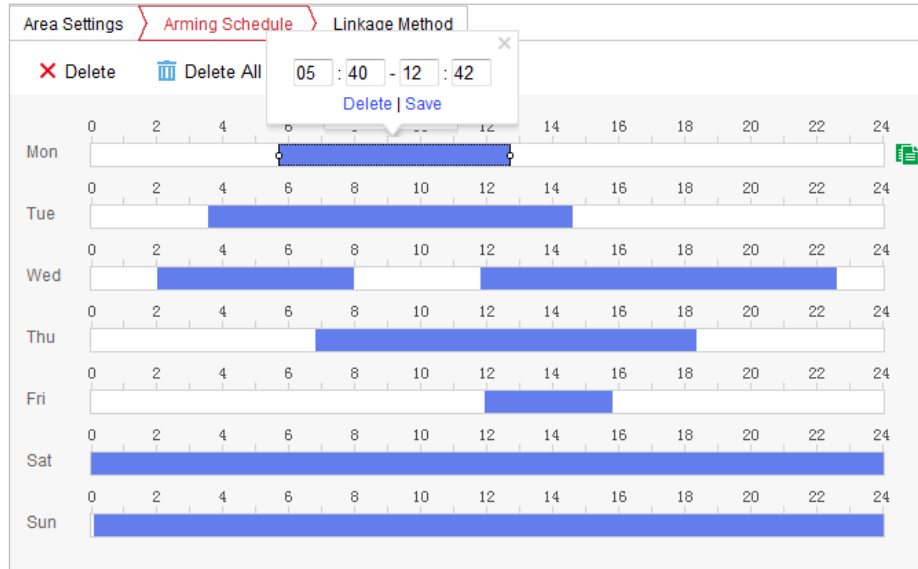 Area Settings Arming Schedule Linkage Method
Delete Delete All
05 : 40 - 12 : 42
Delete | Save
0 2 4 6 8 12 14 16 18 20 22 24
Mon
0 2 4 6 8 10 12 14 16 18 20 22 24
Tue
0 2 4 6 8 10 12 14 16 18 20 22 24
Wed
0 2 4 6 8 10 12 14 16 18 20 22 24
Thu
0 2 4 6 8 10 12 14 16 18 20 22 24
Fri
0 2 4 6 8 10 12 14 16 18 20 22 24
Sat
0 2 4 6 8 10 12 14 16 18 20 22 24
Sun